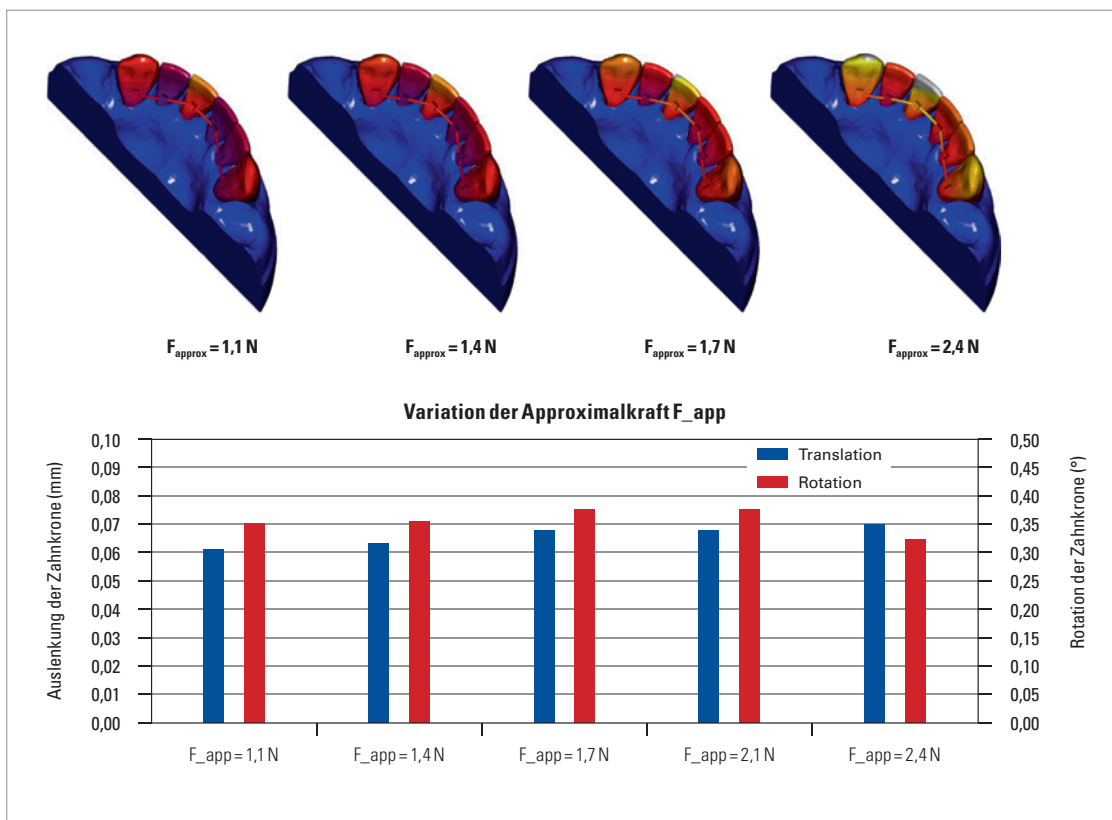 F_approx = 1,1 N
F_approx = 1,4 N
F_approx = 1,7 N
F_approx = 2,4 N
Variation der Approximalkraft F_app
Auslenkung der Zahnkrone (mm)
0,10
0,09
0,08
0,07
0,06
0,05
0,04
0,03
0,02
0,01
0,00
Translation
Rotation
0,50
0,45
0,40
0,35
0,30
0,25
0,20
0,15
0,10
0,05
0,00
Rotation der Zahnkrone (°)
F_app = 1,1 N
F_app = 1,4 N
F_app = 1,7 N
F_app = 2,1 N
F_app = 2,4 N